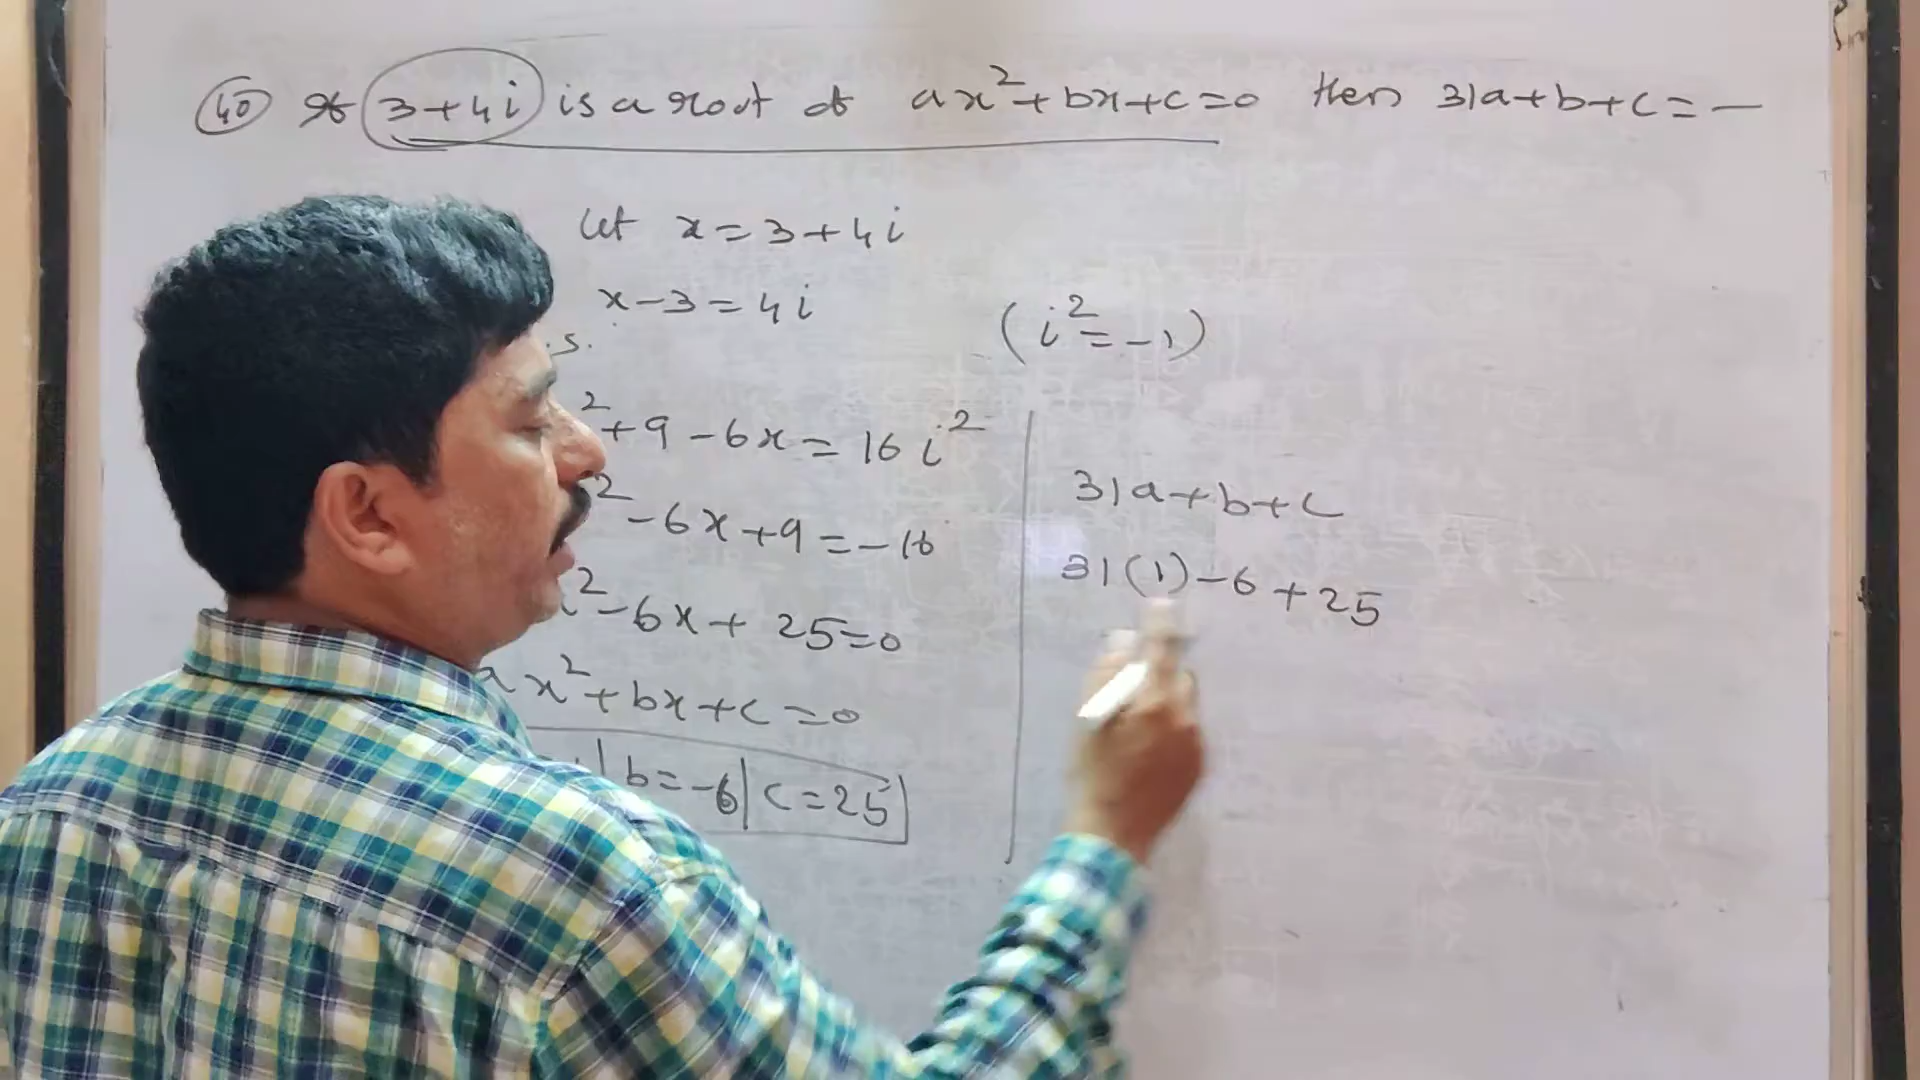 40 If 3+4i is a root of ax²+bx+c=0 then 31a+b+c=—
Let x=3+4i
x-3=4i
.s.
²+9-6x=16i²
(i²=-1)
²-6x+9=-16
x²-6x+25=0
ax²+bx+c=0
b=-6|c=25
31a+b+c
31(1)-6+25